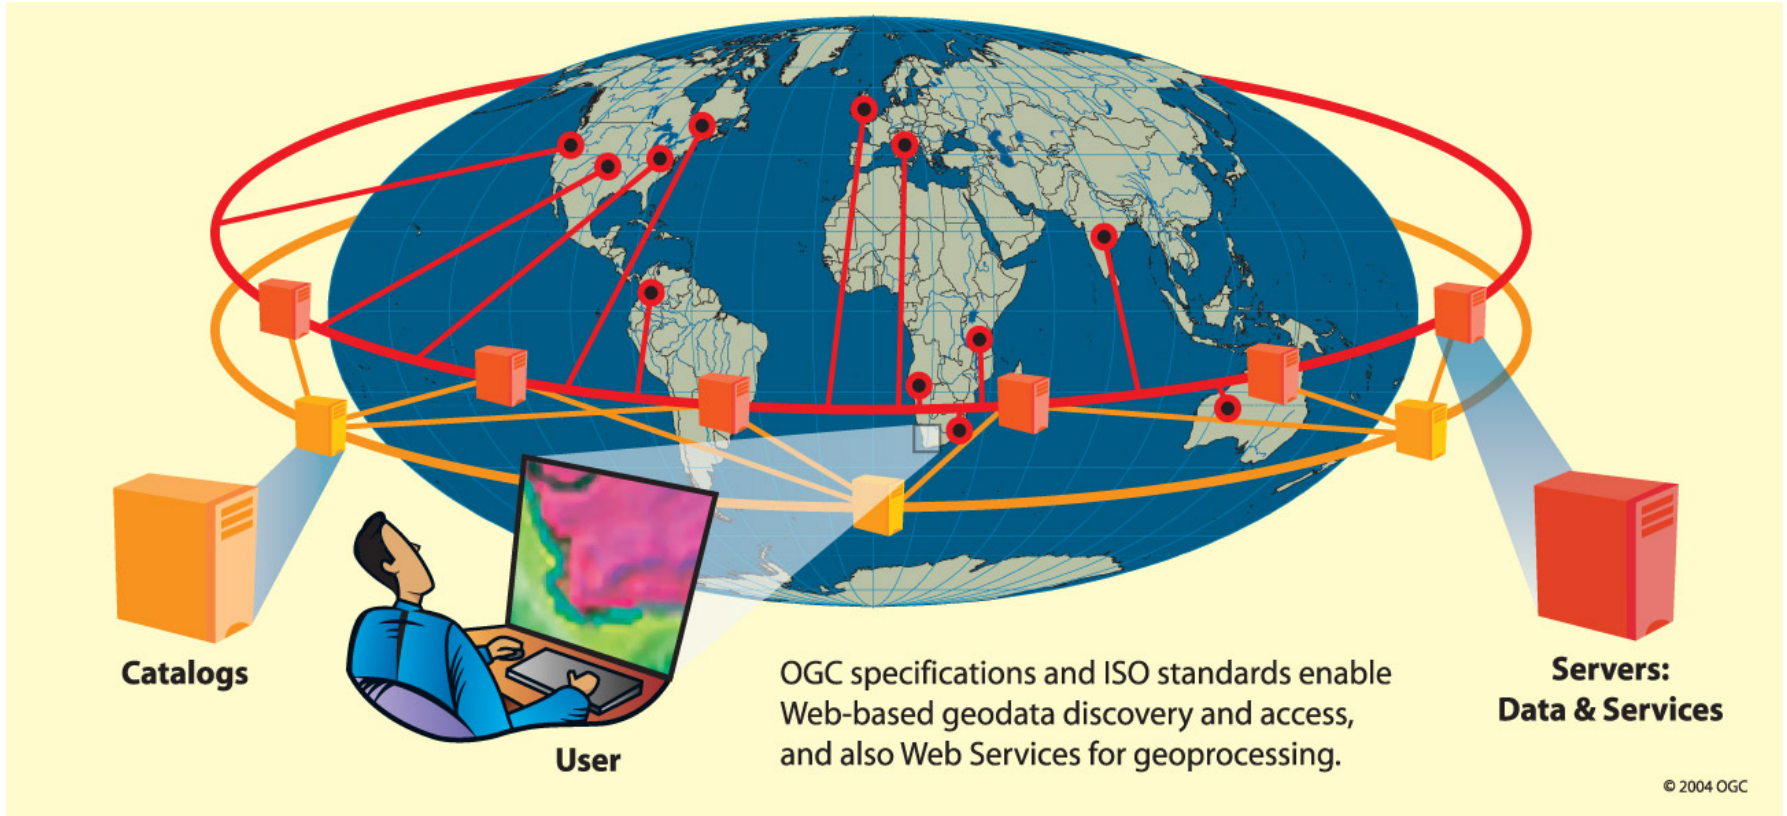 Catalogs
User
OGC specifications and ISO standards enable
Web-based geodata discovery and access,
and also Web Services for geoprocessing.
Servers:
Data & Services
© 2004 OGC